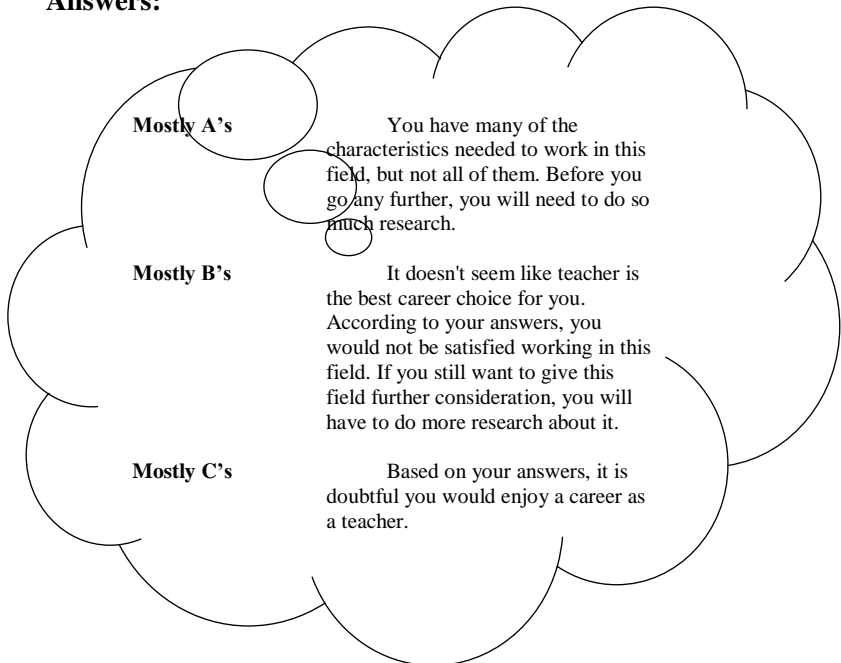 Answers:
Mostly A's You have many of the
characteristics needed to work in this
field, but not all of them. Before you
go any further, you will need to do so
much research.
Mostly B's It doesn't seem like teacher is
the best career choice for you.
According to your answers, you
would not be satisfied working in this
field. If you still want to give this
field further consideration, you will
have to do more research about it.
Mostly C's Based on your answers, it is
doubtful you would enjoy a career as
a teacher.